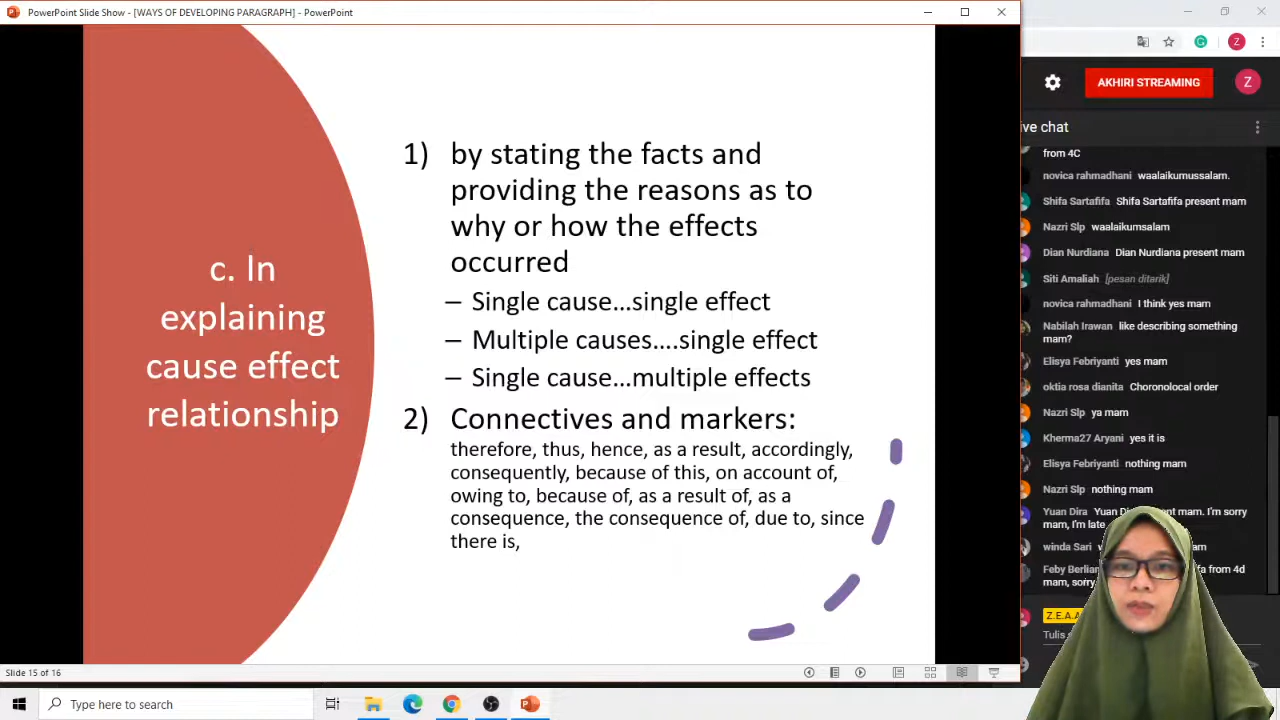 PowerPoint Slide Show - [WAYS OF DEVELOPING PARAGRAPH] - PowerPoint
c. In
explaining
cause effect
relationship
1) by stating the facts and
providing the reasons as to
why or how the effects
occurred
– Single cause...single effect
– Multiple causes....single effect
– Single cause...multiple effects
2) Connectives and markers:
therefore, thus, hence, as a result, accordingly,
consequently, because of this, on account of,
owing to, because of, as a result of, as a
consequence, the consequence of, due to, since
there is,
Slide 15 of 16
Type here to search
Z
AKHIRI STREAMING
Z
ve chat
from 4C
novica rahmadhani waalaikumussalam.
Shifa Sartafifa Shifa Sartafifa present mam
Nazri Slp waalaikumsalam
Dian Nurdiana Dian Nurdiana present mam
Siti Amaliah [pesan ditarik]
novica rahmadhani I think yes mam
Nabilah Irawan like describing something
mam?
Elisya Febriyanti yes mam
oktia rosa dianita Choronolocal order
Nazri Slp ya mam
Kherma27 Aryani yes it is
Elisya Febriyanti nothing mam
Nazri Slp nothing mam
Yuan Dira Yuan mam. I'm sorry
mam, I'm late
winda Sari am
Feby Berlian from 4d
mam, sorry
Z.E.A.A
Tulis